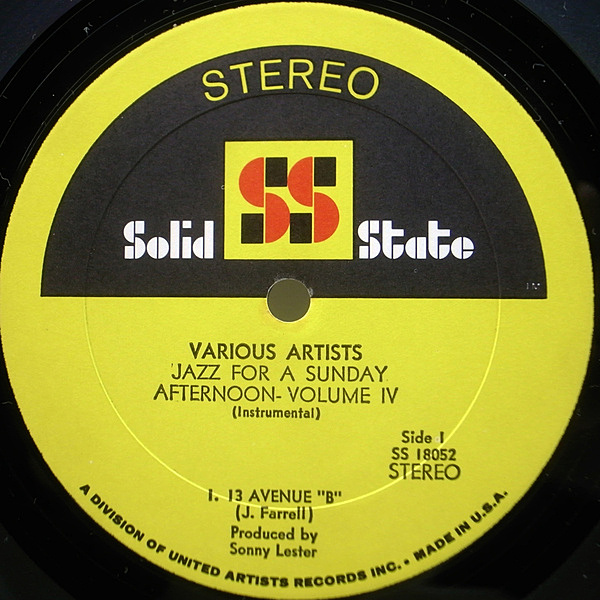 STEREO
SS
Solid State
VARIOUS ARTISTS
JAZZ FOR A SUNDAY
AFTERNOON-VOLUME IV
(Instrumental)
Side 1
SS 18052
STEREO
1. 13 AVENUE "B"
(J. Farrell)
Produced by
Sonny Lester
A DIVISION OF UNITED ARTISTS RECORDS INC. • MADE IN U.S.A.